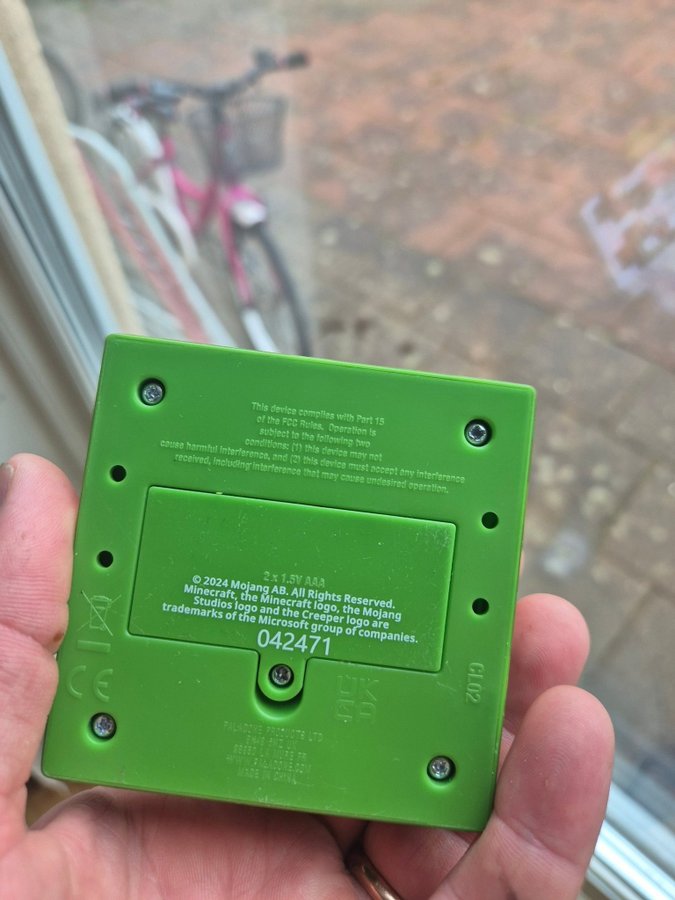 This device complies with Part 15
of the FCC Rules. Operation is
subject to the following two
conditions: (1) this device may not
cause harmful interference, and (2) this device must accept any interference
received, including interference that may cause undesired operation.
2 x 1.5V AAA
© 2024 Mojang AB. All Rights Reserved.
Minecraft, the Minecraft logo, the Mojang
Studios logo and the Creeper logo are
trademarks of the Microsoft group of companies.
042471
CL02
CE
UK
CA
PALADONE PRODUCTS LTD
WWW.PALADONE.COM
MADE IN CHINA